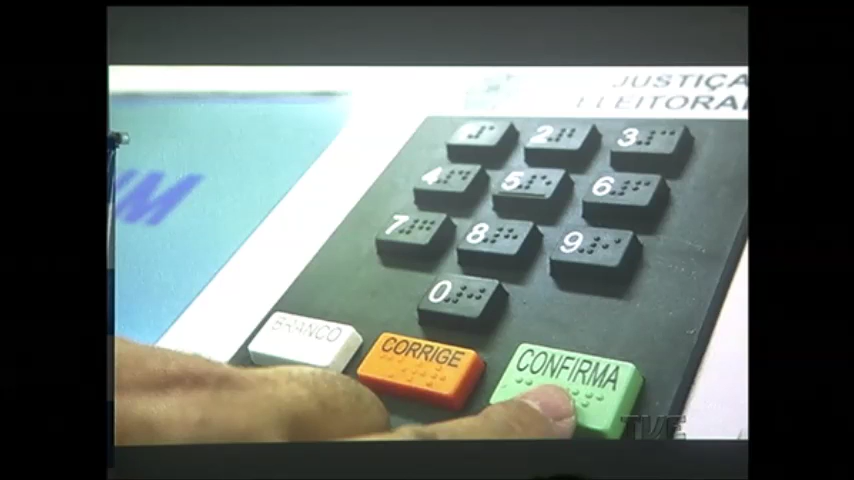 JUSTIÇA
ELEITORAL
1 2 3
4 5 6
7 8 9
0
BRANCO CORRIGE CONFIRMA
TVE